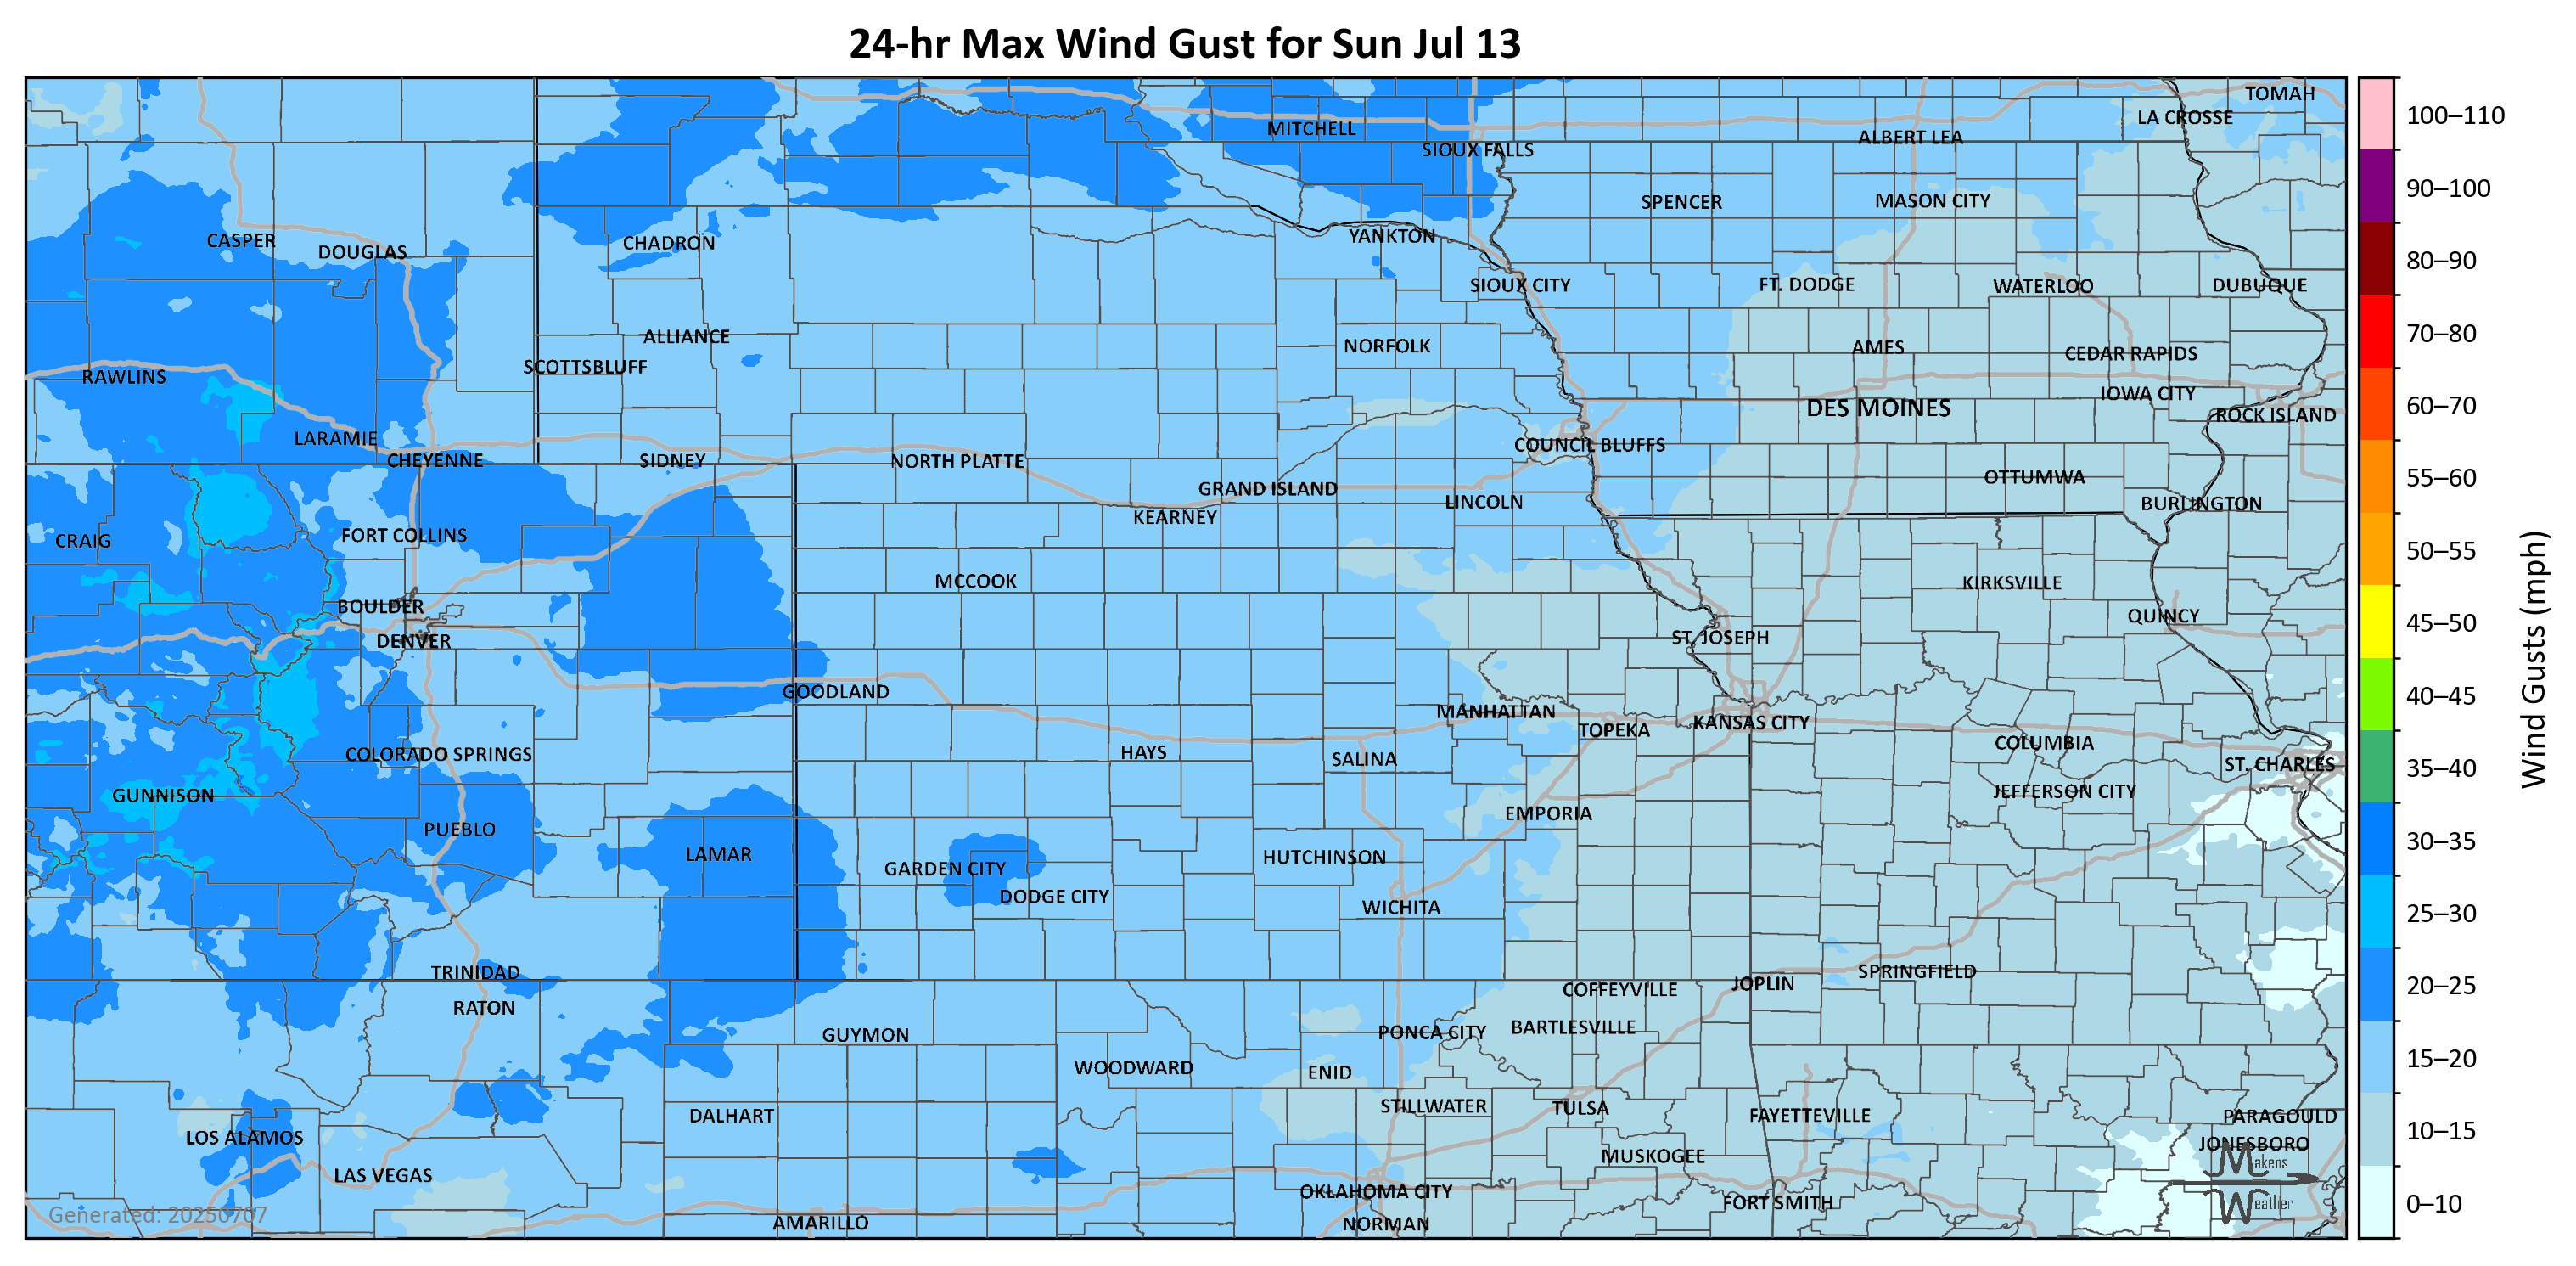 24-hr Max Wind Gust for Sun Jul 13
TOMAH
LA CROSSE
MITCHELL
ALBERT LEA
SIOUX FALLS
SPENCER
MASON CITY
CASPER
DOUGLAS
CHADRON
YANKTON
SIOUX CITY
FT. DODGE
WATERLOO
DUBUQUE
ALLIANCE
NORFOLK
AMES
CEDAR RAPIDS
SCOTTSBLUFF
RAWLINS
IOWA CITY
DES MOINES
ROCK ISLAND
LARAMIE
COUNCIL BLUFFS
CHEYENNE
SIDNEY
NORTH PLATTE
OTTUMWA
GRAND ISLAND
LINCOLN
BURLINGTON
KEARNEY
CRAIG
FORT COLLINS
MCCOOK
KIRKSVILLE
BOULDER
QUINCY
DENVER
ST. JOSEPH
GOODLAND
MANHATTAN
TOPEKA
KANSAS CITY
COLUMBIA
COLORADO SPRINGS
HAYS
SALINA
ST. CHARLES
GUNNISON
JEFFERSON CITY
EMPORIA
PUEBLO
LAMAR
GARDEN CITY
HUTCHINSON
DODGE CITY
WICHITA
TRINIDAD
SPRINGFIELD
JOPLIN
COFFEYVILLE
RATON
GUYMON
PONCA CITY
BARTLESVILLE
WOODWARD
ENID
DALHART
STILLWATER
TULSA
FAYETTEVILLE
PARAGOULD
LOS ALAMOS
JONESBORO
MUSKOGEE
LAS VEGAS
OKLAHOMA CITY
FORT SMITH
AMARILLO
NORMAN
Generated: 20250707
Makens
Weather
100–110
90–100
80–90
70–80
60–70
55–60
50–55
45–50
40–45
35–40
30–35
25–30
20–25
15–20
10–15
0–10
Wind Gusts (mph)